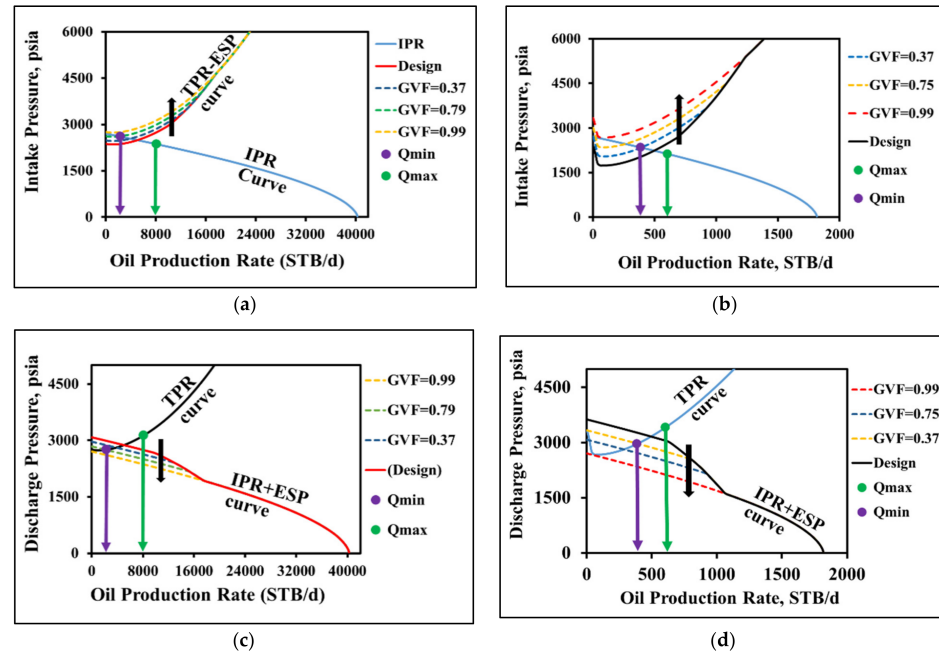 6000
4500
3000
1500
0
Intake Pressure, psia
TPR-ESP
curve
IPR
Curve
0 8000 16000 24000 32000 40000
Oil Production Rate (STB/d)
IPR
Design
GVF=0.37
GVF=0.79
GVF=0.99
Qmin
Qmax
(a)
6000
4500
3000
1500
0
Intake Pressure, psia
0 500 1000 1500 2000
Oil Production Rate, STB/d
GVF=0.37
GVF=0.75
GVF=0.99
Design
Qmax
Qmin
(b)
4500
3000
1500
0
Discharge Pressure, psia
TPR
curve
IPR+ESP
curve
0 8000 16000 24000 32000 40000
Oil Production Rate (STB/d)
GVF=0.99
GVF=0.79
GVF=0.37
(Design)
Qmin
Qmax
(c)
4500
3000
1500
0
Discharge Pressure, psia
TPR
curve
IPR+ESP
curve
0 500 1000 1500 2000
Oil Production Rate, STB/d
GVF=0.99
GVF=0.75
GVF=0.37
Design
Qmax
Qmin
(d)